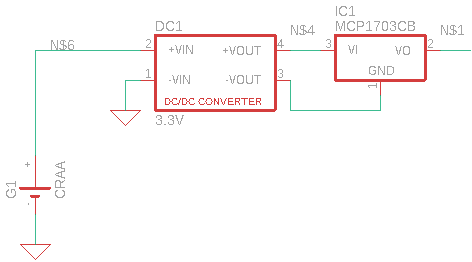 IC1
MCP1703CB
DC1
N$6
2
+VIN
+VOUT
4
N$4
3
VI
VO
2
N$1
1
-VIN
-VOUT
3
GND
1
DC/DC CONVERTER
3.3V
+
G1
CRAA
-